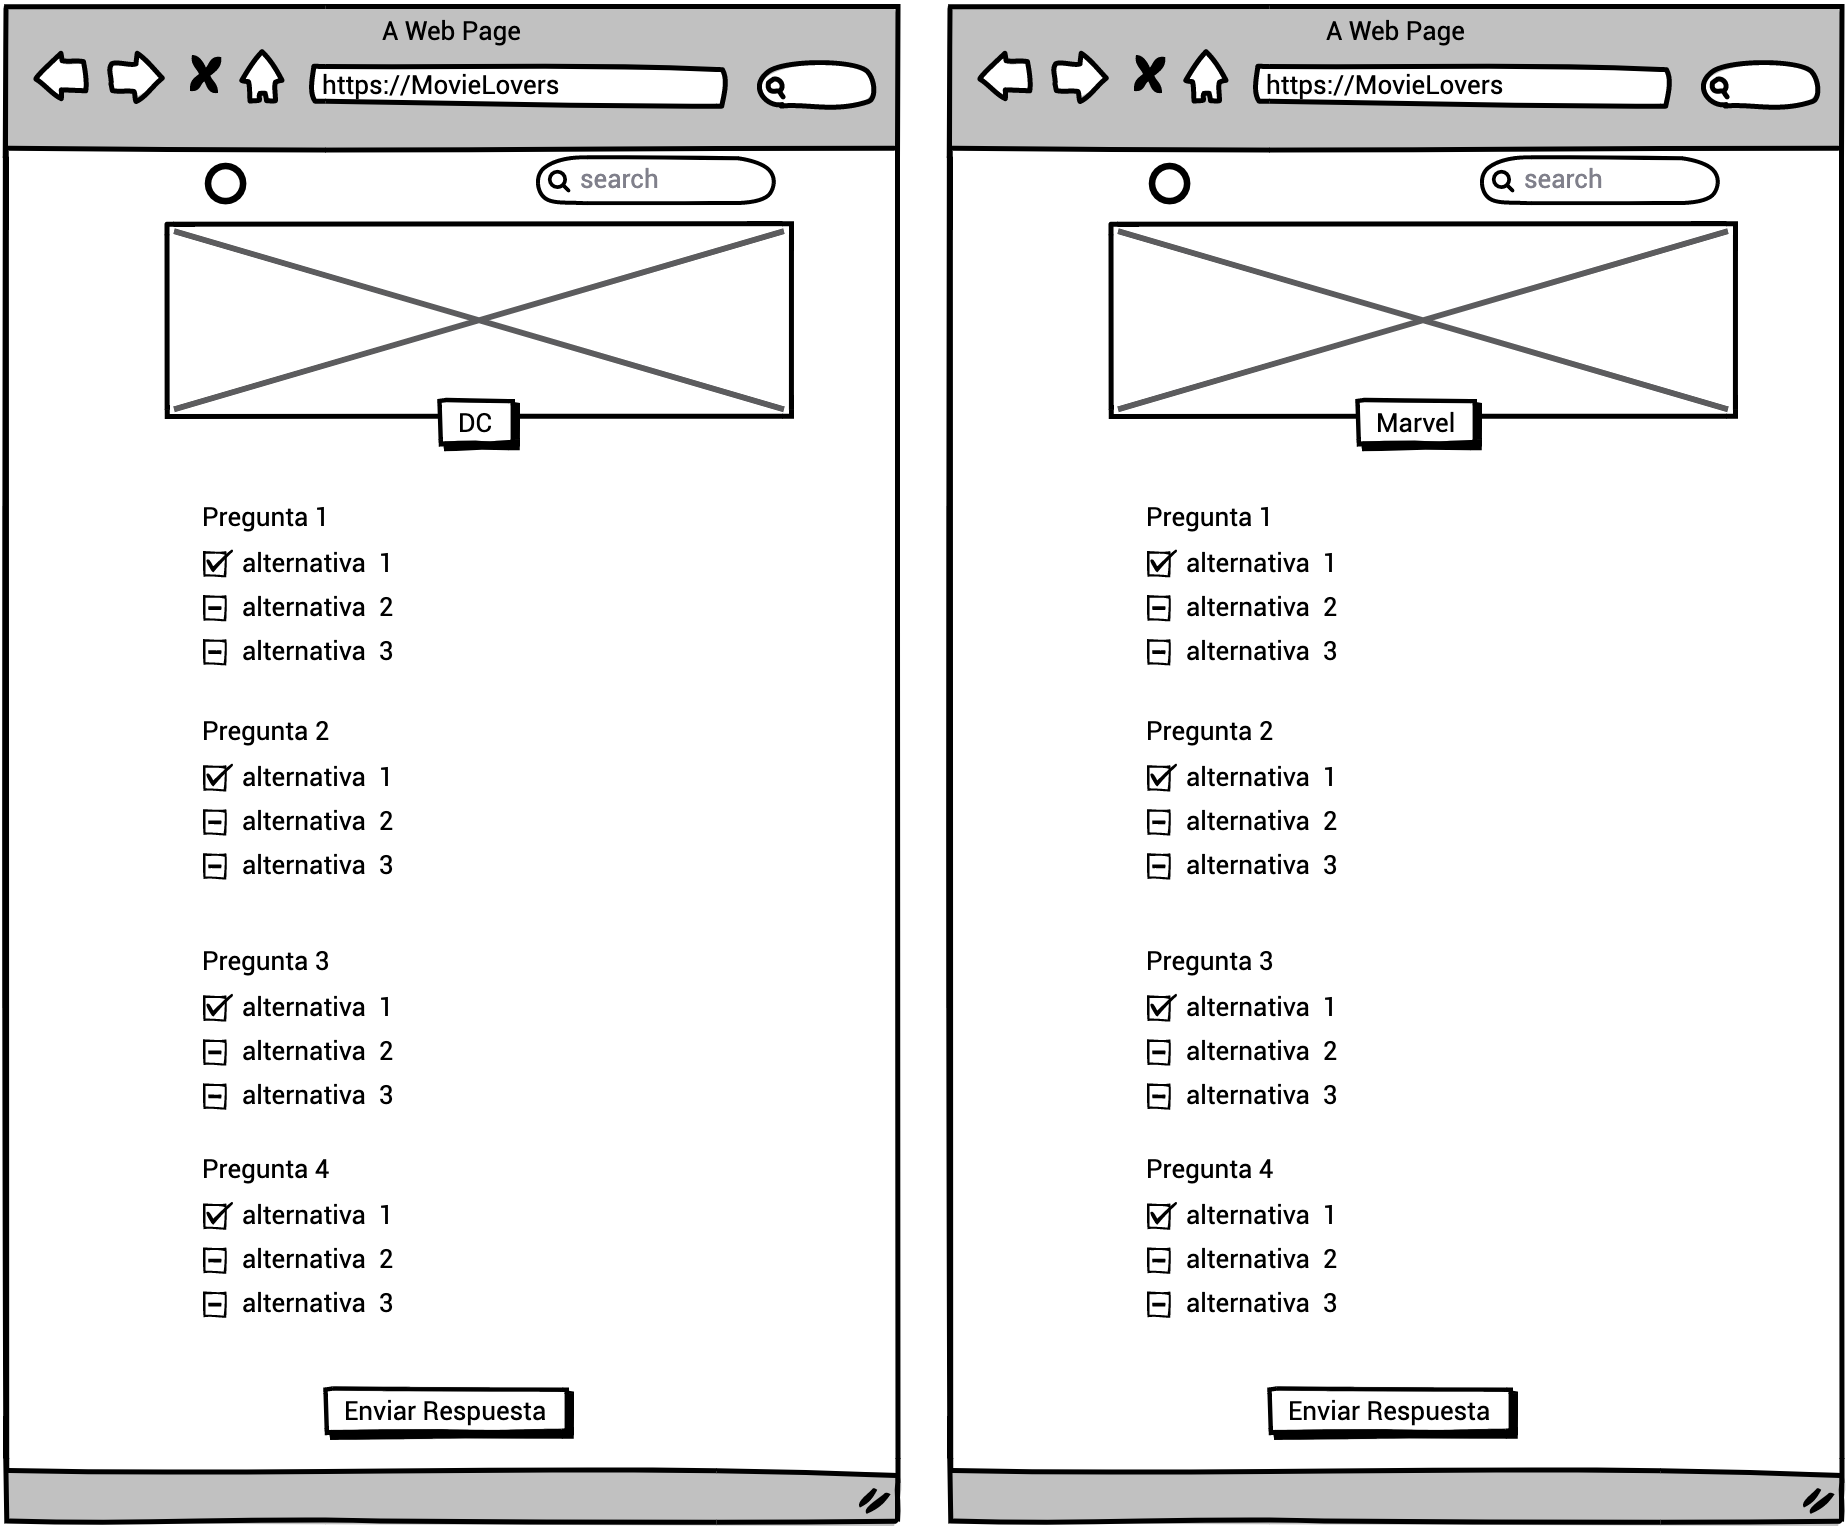 A Web Page
https://MovieLovers
search
DC
Pregunta 1
alternativa 1
alternativa 2
alternativa 3
Pregunta 2
alternativa 1
alternativa 2
alternativa 3
Pregunta 3
alternativa 1
alternativa 2
alternativa 3
Pregunta 4
alternativa 1
alternativa 2
alternativa 3
Enviar Respuesta
A Web Page
https://MovieLovers
search
Marvel
Pregunta 1
alternativa 1
alternativa 2
alternativa 3
Pregunta 2
alternativa 1
alternativa 2
alternativa 3
Pregunta 3
alternativa 1
alternativa 2
alternativa 3
Pregunta 4
alternativa 1
alternativa 2
alternativa 3
Enviar Respuesta